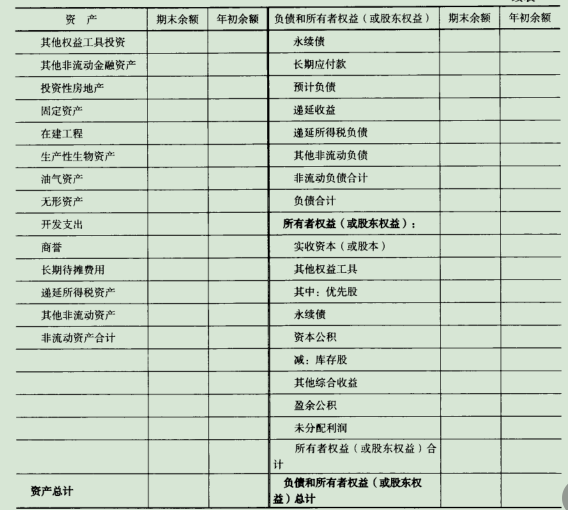 资 产 期末余额 年初余额 负债和所有者权益（或股东权益） 期末余额 年初余额
其他权益工具投资 永续债
其他非流动金融资产 长期应付款
投资性房地产 预计负债
固定资产 递延收益
在建工程 递延所得税负债
生产性生物资产 其他非流动负债
油气资产 非流动负债合计
无形资产 负债合计
开发支出 所有者权益（或股东权益）：
商誉 实收资本（或股本）
长期待摊费用 其他权益工具
递延所得税资产 其中：优先股
其他非流动资产 永续债
非流动资产合计 资本公积
减：库存股
其他综合收益
盈余公积
未分配利润
所有者权益（或股东权益）合
计
资产总计 负债和所有者权益（或股东权
益）总计